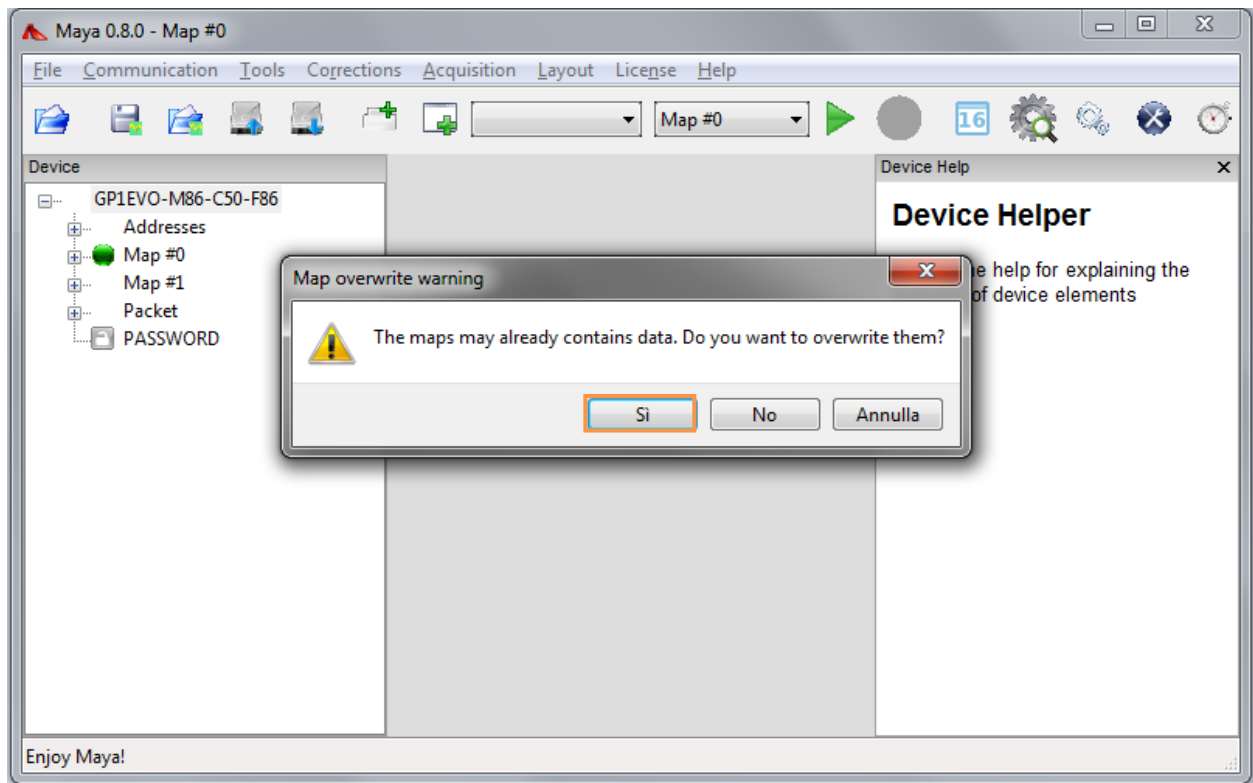 Maya 0.8.0 - Map #0
File Communication Tools Corrections Acquisition Layout License Help
Map #0
16
Device
GP1EVO-M86-C50-F86
Addresses
Map #0
Map #1
Packet
PASSWORD
Device Help
Device Helper
help for explaining the
of device elements
Map overwrite warning
The maps may already contains data. Do you want to overwrite them?
Sì
No
Annulla
Enjoy Maya!